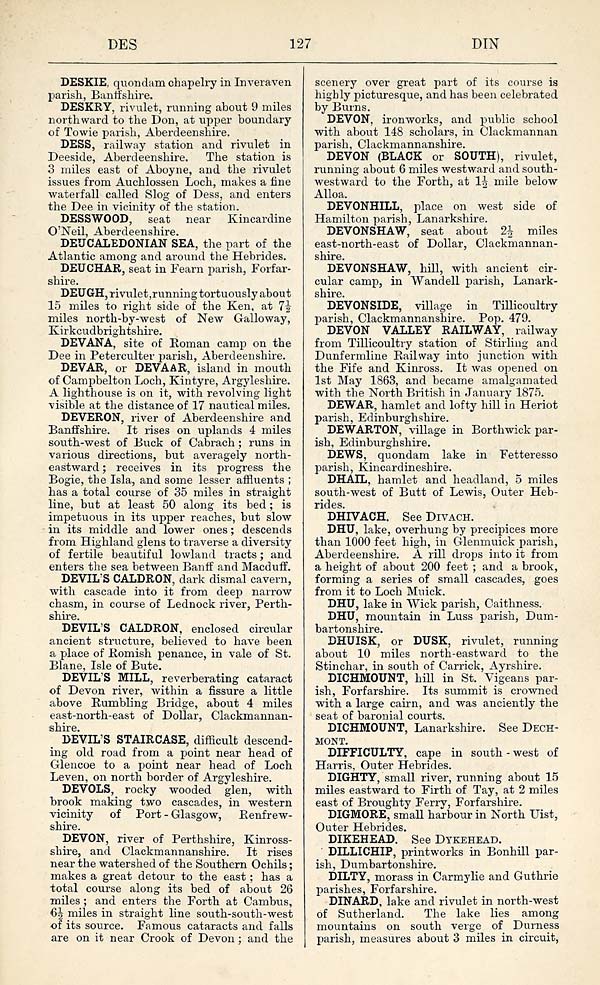 DES 127 DIN
DESKIE, quondam chapelry in Inveraven
parish, Banffshire.
DESKRY, rivulet, running about 9 miles
northward to the Don, at upper boundary
of Towie parish, Aberdeenshire.
DESS, railway station and rivulet in
Deeside, Aberdeenshire. The station is
3 miles east of Aboyne, and the rivulet
issues from Auchlossen Loch, makes a fine
waterfall called Slog of Dess, and enters
the Dee in vicinity of the station.
DESSWOOD, seat near Kincardine
O'Neil, Aberdeenshire.
DEUCALEDONIAN SEA, the part of the
Atlantic among and around the Hebrides.
DEUCHAR, seat in Fearn parish, Forfar-
shire.
DEUGH, rivulet, running tortuously about
15 miles to right side of the Ken, at 7½
miles north-by-west of New Galloway,
Kirkcudbrightshire.
DEVANA, site of Roman camp on the
Dee in Peterculter parish, Aberdeenshire.
DEVAR, or DEVAAR, island in mouth
of Campbelton Loch, Kintyre, Argyleshire.
A lighthouse is on it, with revolving light
visible at the distance of 17 nautical miles.
DEVERON, river of Aberdeenshire and
Banffshire. It rises on uplands 4 miles
south-west of Buck of Cabrach; runs in
various directions, but averagely north-
eastward; receives in its progress the
Bogie, the Isla, and some lesser affluents;
has a total course of 35 miles in straight
line, but at least 50 along its bed; is
impetuous in its upper reaches, but slow
in its middle and lower ones; descends
from Highland glens to traverse a diversity
of fertile beautiful lowland tracts; and
enters the sea between Banff and Macduff.
DEVIL'S CALDRON, dark dismal cavern,
with cascade into it from deep narrow
chasm, in course of Lednock river, Perth-
shire.
DEVIL'S CALDRON, enclosed circular
ancient structure, believed to have been
a place of Romish penance, in vale of St.
Blane, Isle of Bute.
DEVIL'S MILL, reverberating cataract
of Devon river, within a fissure a little
above Rumbling Bridge, about 4 miles
east-north-east of Dollar, Clackmannan-
shire.
DEVIL'S STAIRCASE, difficult descend-
ing old road from a point near head of
Glencoe to a point near head of Loch
Leven, on north border of Argyleshire.
DEVOLS, rocky wooded glen, with
brook making two cascades, in western
vicinity of Port-Glasgow, Renfrew-
shire.
DEVON, river of Perthshire, Kinross-
shire, and Clackmannanshire. It rises
near the watershed of the Southern Ochils;
makes a great detour to the east; has a
total course along its bed of about 26
miles; and enters the Forth at Cambus,
6½ miles in straight line south-south-west
of its source. Famous cataracts and falls
are on it near Crook of Devon; and the
scenery over great part of its course is
highly picturesque, and has been celebrated
by Burns.
DEVON, ironworks, and public school
with about 148 scholars, in Clackmannan
parish, Clackmannanshire.
DEVON (BLACK or SOUTH), rivulet,
running about 6 miles westward and south-
westward to the Forth, at 1½ mile below
Alloa.
DEVONHILL, place on west side of
Hamilton parish, Lanarkshire.
DEVONSHAW, seat about 2½ miles
east-north-east of Dollar, Clackmannan-
shire.
DEVONSHAW, hill, with ancient cir-
cular camp, in Wandell parish, Lanark-
shire.
DEVONSIDE, village in Tillicoultry
parish, Clackmannanshire. Pop. 479.
DEVON VALLEY RAILWAY, railway
from Tillicoultry station of Stirling and
Dunfermline Railway into junction with
the Fife and Kinross. It was opened on
1st May 1863, and became amalgamated
with the North British in January 1875.
DEWAR, hamlet and lofty hill in Heriot
parish, Edinburghshire.
DEWARTON, village in Borthwick par-
ish, Edinburghshire.
DEWS, quondam lake in Fetteresso
parish, Kincardineshire.
DHAIL, hamlet and headland, 5 miles
south-west of Butt of Lewis, Outer Heb-
rides.
DHIVACH. See DIVACH.
DHU, lake, overhung by precipices more
than 1000 feet high, in Glenmuick parish,
Aberdeenshire. A rill drops into it from
a height of about 200 feet; and a brook,
forming a series of small cascades, goes
from it to Loch Muick.
DHU, lake in Wick parish, Caithness.
DHU, mountain in Luss parish, Dum-
bartonshire.
DHUISK, or DUSK, rivulet, running
about 10 miles north-eastward to the
Stinchar, in south of Carrick, Ayrshire.
DICHMOUNT, hill in St. Vigeans par-
ish, Forfarshire. Its summit is crowned
with a large cairn, and was anciently the
seat of baronial courts.
DICHMOUNT, Lanarkshire. See DECH-
MONT.
DIFFICULTY, cape in south-west of
Harris, Outer Hebrides.
DIGHTY, small river, running about 15
miles eastward to Firth of Tay, at 2 miles
east of Broughty Ferry, Forfarshire.
DIGMORE, small harbour in North Uist,
Outer Hebrides.
DIKEHEAD. See DYKEHEAD.
DILLICHIP, printworks in Bonhill par-
ish, Dumbartonshire.
DILTY, morass in Carmylie and Guthrie
parishes, Forfarshire.
DINARD, lake and rivulet in north-west
of Sutherland. The lake lies among
mountains on south verge of Durness
parish, measures about 3 miles in circuit,